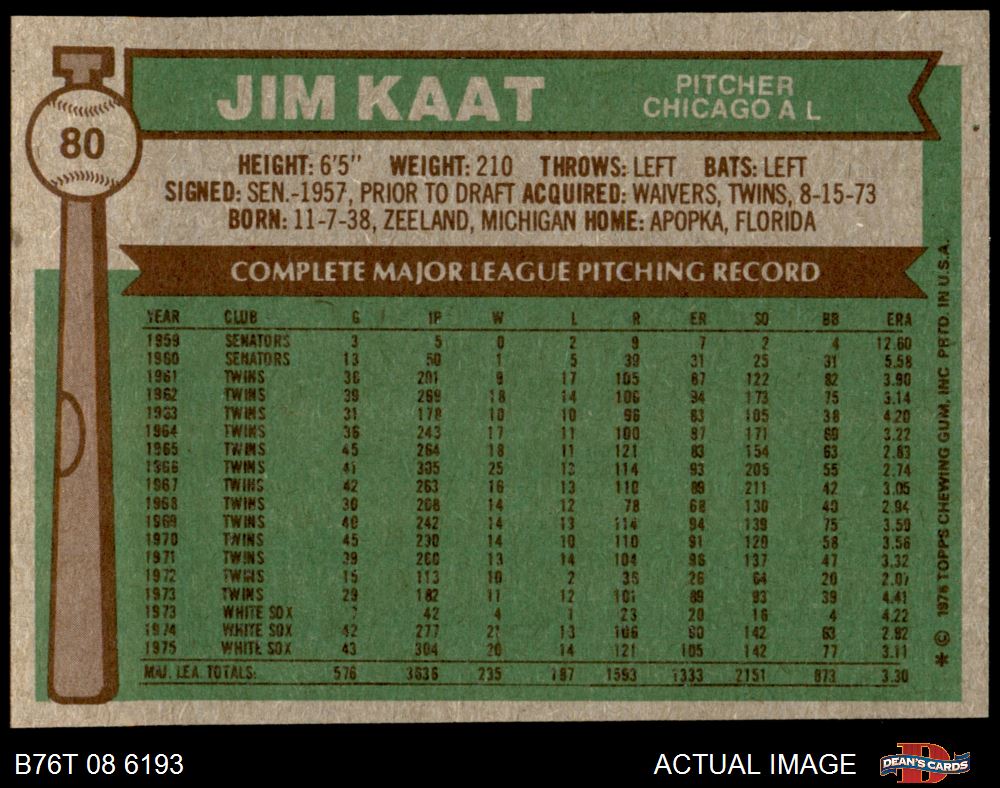 80
JIM KAAT
PITCHER
CHICAGO A L
HEIGHT: 6'5" WEIGHT: 210 THROWS: LEFT BATS: LEFT
SIGNED: SEN.-1957, PRIOR TO DRAFT ACQUIRED: WAIVERS, TWINS, 8-15-73
BORN: 11-7-38, ZEELAND, MICHIGAN HOME: APOPKA, FLORIDA
COMPLETE MAJOR LEAGUE PITCHING RECORD
YEAR CLUB G IP W L R ER SO BB ERA
1959 SENATORS 3 5 0 2 9 7 2 4 12.60
1960 SENATORS 13 50 1 5 39 31 25 31 5.58
1961 TWINS 36 201 9 17 105 87 122 82 3.90
1962 TWINS 39 269 18 14 106 94 173 75 3.14
1963 TWINS 31 178 10 10 96 83 105 38 4.20
1964 TWINS 36 243 17 11 100 87 171 60 3.22
1965 TWINS 45 264 18 11 121 83 154 63 2.83
1966 TWINS 41 305 25 13 114 93 205 55 2.74
1967 TWINS 42 263 16 13 110 89 211 42 3.05
1968 TWINS 30 208 14 12 78 68 130 40 2.94
1969 TWINS 40 242 14 13 114 94 139 75 3.50
1970 TWINS 45 230 14 10 110 91 120 58 3.56
1971 TWINS 39 260 13 14 104 96 137 47 3.32
1972 TWINS 15 113 10 2 35 26 64 20 2.07
1973 TWINS 29 182 11 12 101 89 93 39 4.41
1973 WHITE SOX 7 42 4 1 23 20 16 4 4.22
1974 WHITE SOX 42 277 21 13 106 90 142 63 2.92
1975 WHITE SOX 43 304 20 14 121 105 142 77 3.11
MAJ. LEA. TOTALS: 576 3636 235 187 1593 1333 2151 873 3.30
* © 1976 TOPPS CHEWING GUM, INC. PRTD. IN U.S.A.
B76T 08 6193
ACTUAL IMAGE
DEAN'S CARDS